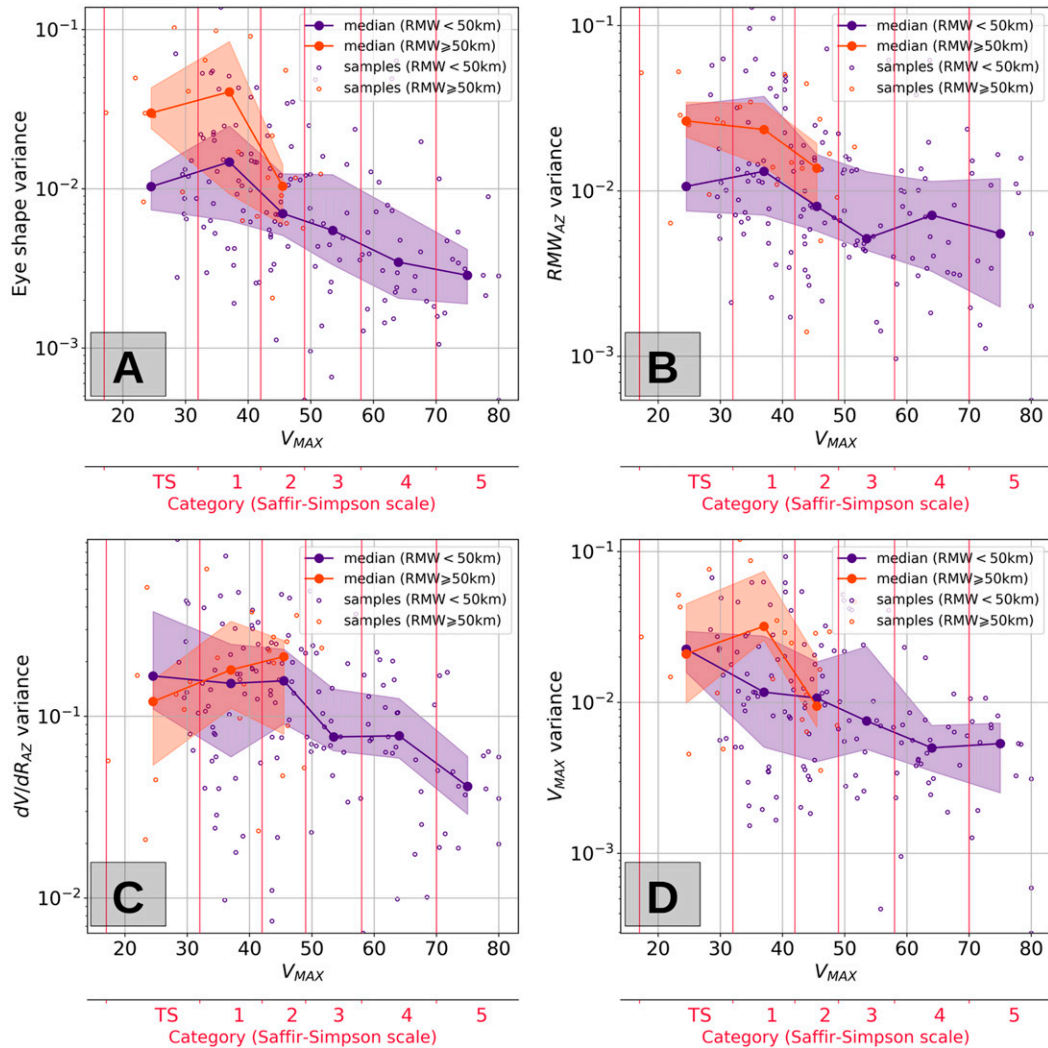 median (RMW < 50km)
median (RMW⩾50km)
samples (RMW < 50km)
samples (RMW⩾50km)
10⁻¹
10⁻²
10⁻³
Eye shape variance
A
20 30 40 50 60 70 80
V_MAX
TS 1 2 3 4 5
Category (Saffir-Simpson scale)
median (RMW < 50km)
median (RMW⩾50km)
samples (RMW < 50km)
samples (RMW⩾50km)
10⁻¹
10⁻²
10⁻³
RMW_AZ variance
B
20 30 40 50 60 70 80
V_MAX
TS 1 2 3 4 5
Category (Saffir-Simpson scale)
median (RMW < 50km)
median (RMW⩾50km)
samples (RMW < 50km)
samples (RMW⩾50km)
10⁻¹
10⁻²
dV/dR_AZ variance
C
20 30 40 50 60 70 80
V_MAX
TS 1 2 3 4 5
Category (Saffir-Simpson scale)
median (RMW < 50km)
median (RMW⩾50km)
samples (RMW < 50km)
samples (RMW⩾50km)
10⁻¹
10⁻²
10⁻³
V_MAX variance
D
20 30 40 50 60 70 80
V_MAX
TS 1 2 3 4 5
Category (Saffir-Simpson scale)